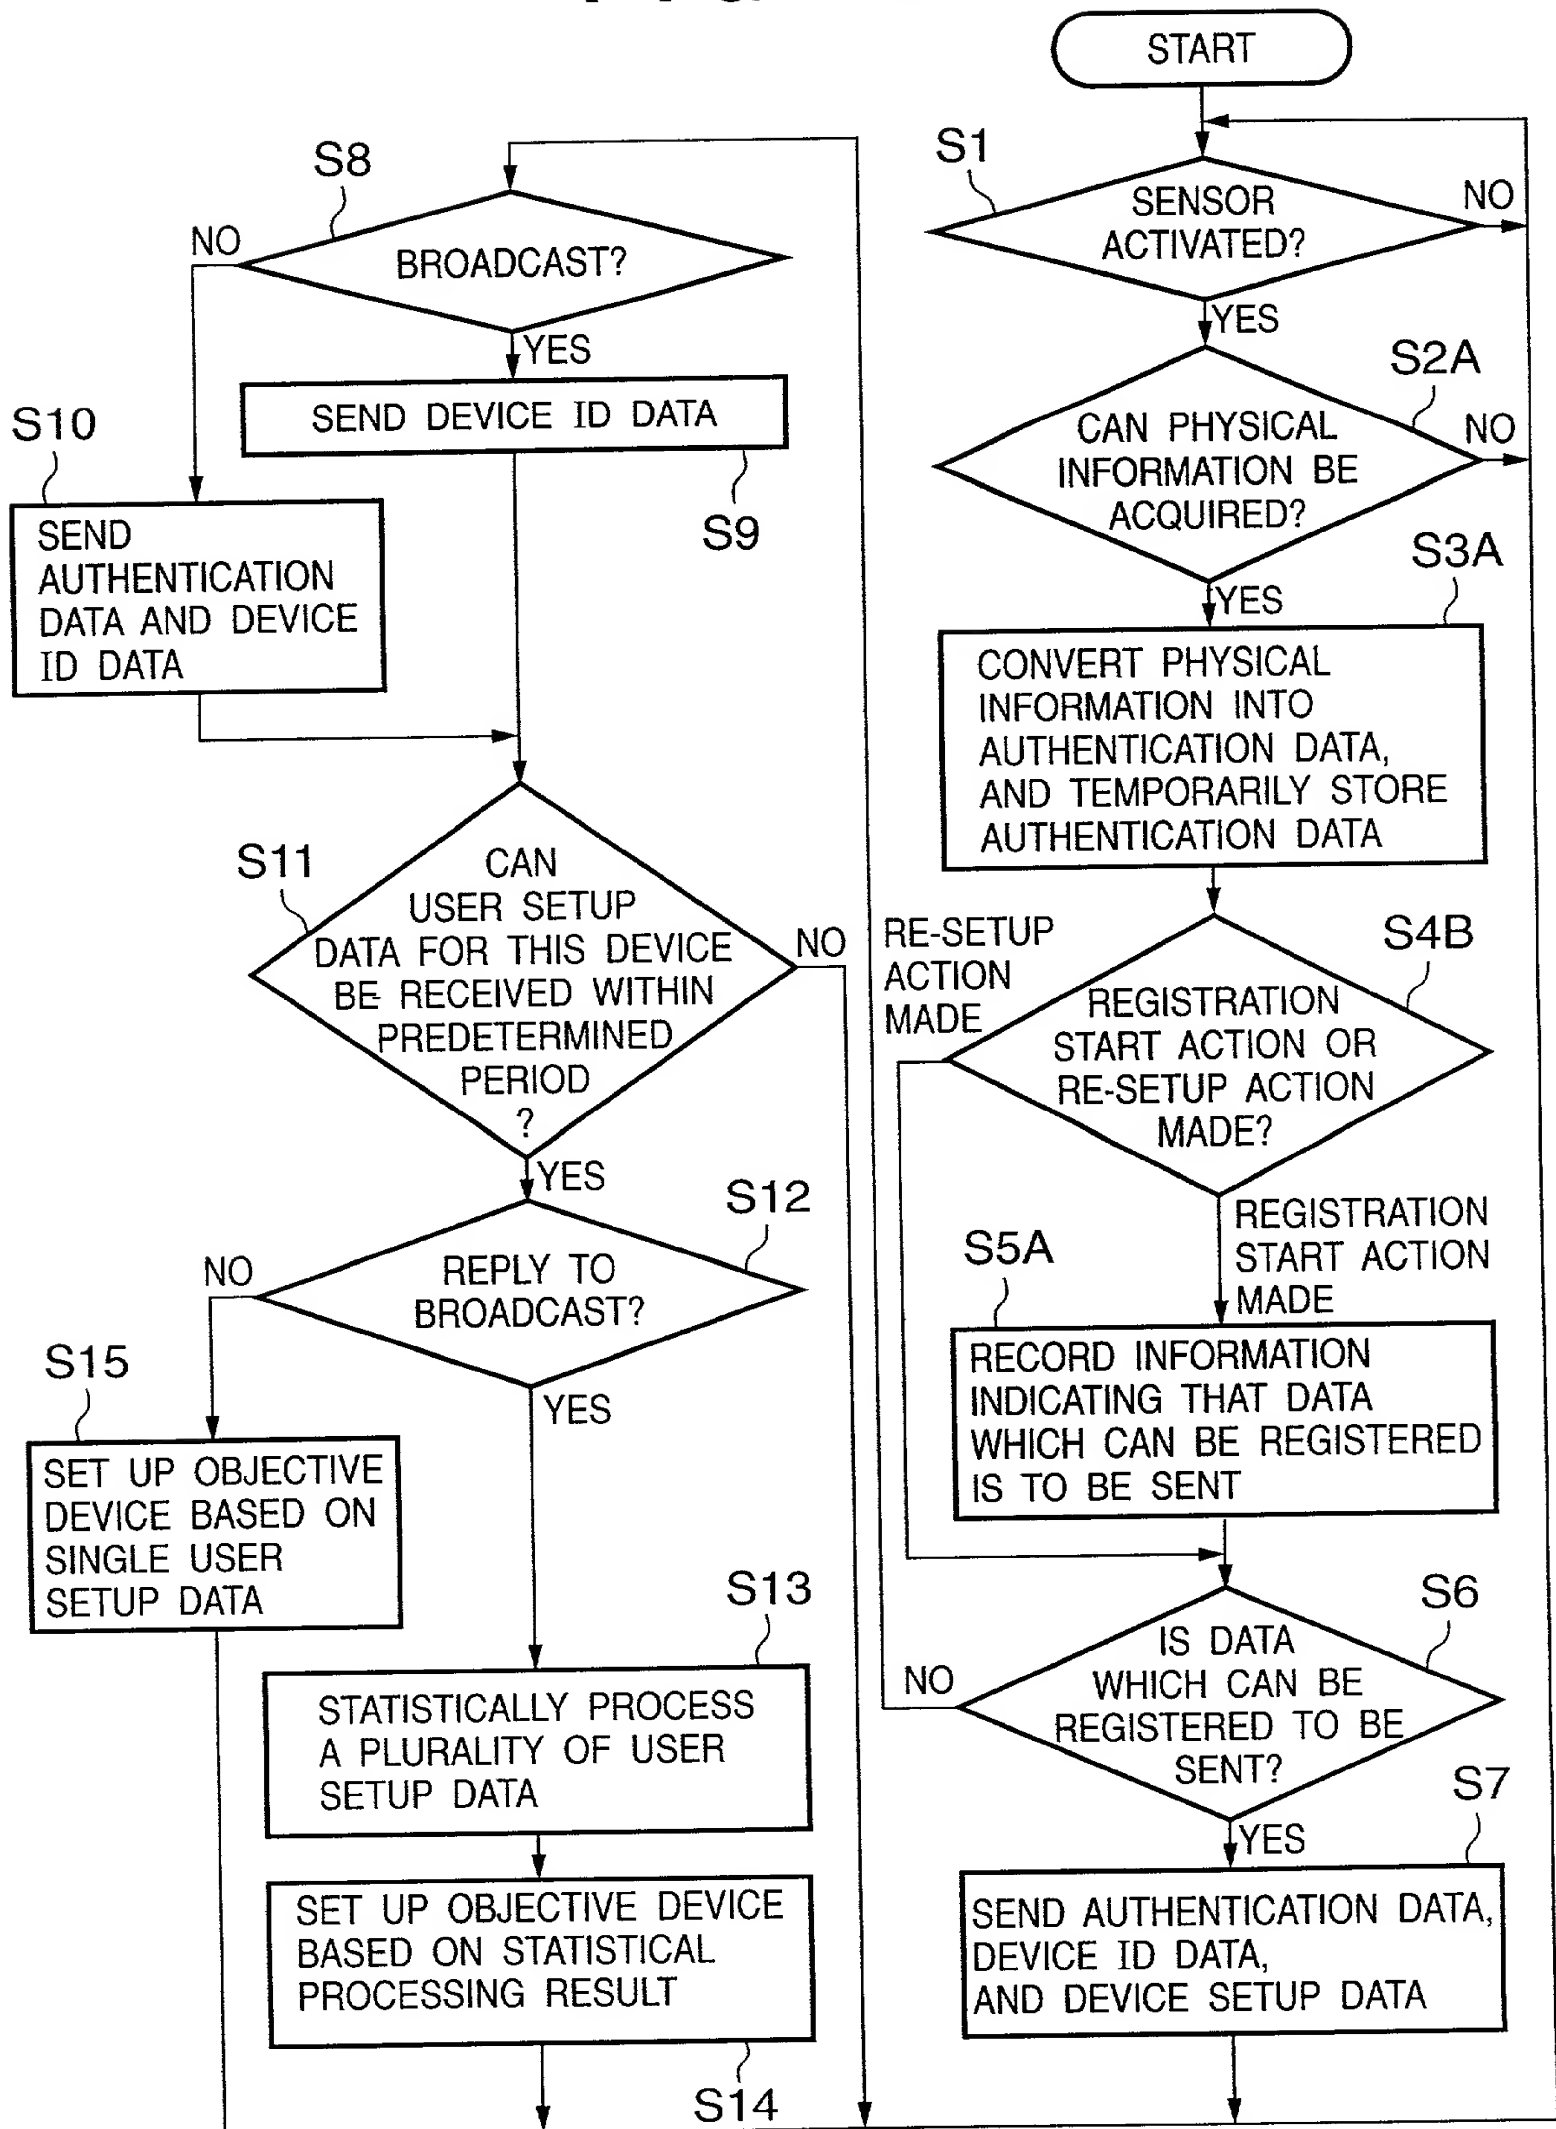 START
S1
SENSOR
ACTIVATED?
NO
YES
S2A
CAN PHYSICAL
INFORMATION BE
ACQUIRED?
NO
YES
S3A
CONVERT PHYSICAL
INFORMATION INTO
AUTHENTICATION DATA,
AND TEMPORARILY STORE
AUTHENTICATION DATA
RE-SETUP
ACTION
MADE
S4B
REGISTRATION
START ACTION OR
RE-SETUP ACTION
MADE?
REGISTRATION
START ACTION
MADE
S5A
RECORD INFORMATION
INDICATING THAT DATA
WHICH CAN BE REGISTERED
IS TO BE SENT
S6
IS DATA
WHICH CAN BE
REGISTERED TO BE
SENT?
NO
YES
S7
SEND AUTHENTICATION DATA,
DEVICE ID DATA,
AND DEVICE SETUP DATA
S8
BROADCAST?
NO
YES
SEND DEVICE ID DATA
S9
S10
SEND
AUTHENTICATION
DATA AND DEVICE
ID DATA
S11
CAN
USER SETUP
DATA FOR THIS DEVICE
BE RECEIVED WITHIN
PREDETERMINED
PERIOD
?
NO
YES
S12
REPLY TO
BROADCAST?
NO
YES
S15
SET UP OBJECTIVE
DEVICE BASED ON
SINGLE USER
SETUP DATA
S13
STATISTICALLY PROCESS
A PLURALITY OF USER
SETUP DATA
SET UP OBJECTIVE DEVICE
BASED ON STATISTICAL
PROCESSING RESULT
S14